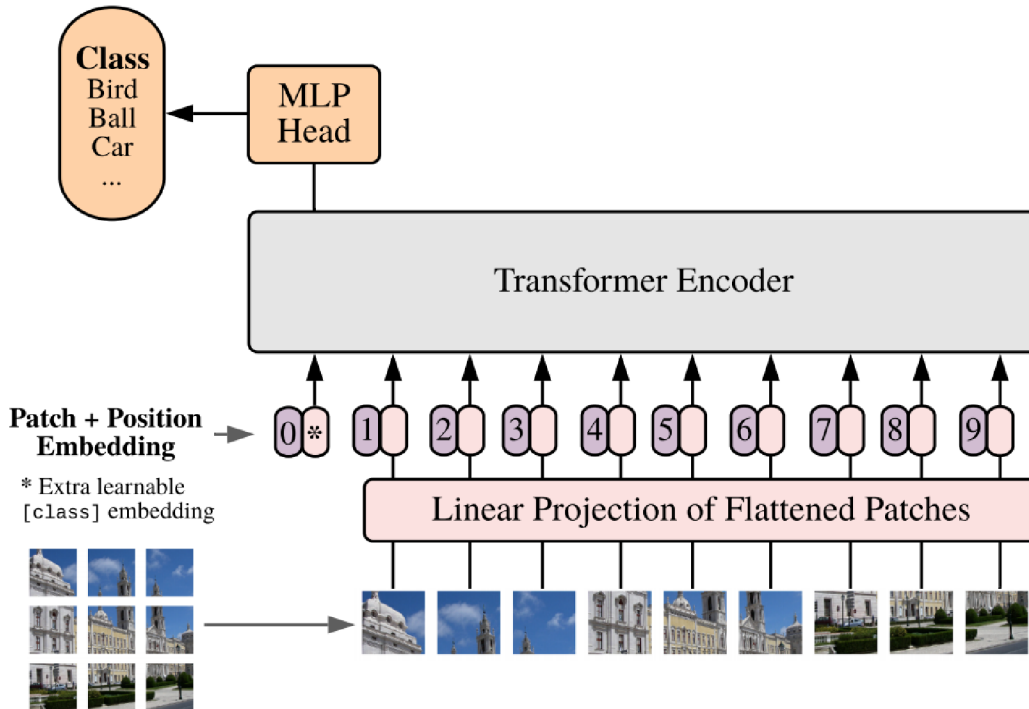 Class
Bird
Ball
Car
...
MLP
Head
Transformer Encoder
Patch + Position
Embedding
0 * 1 2 3 4 5 6 7 8 9
* Extra learnable
[class] embedding
Linear Projection of Flattened Patches